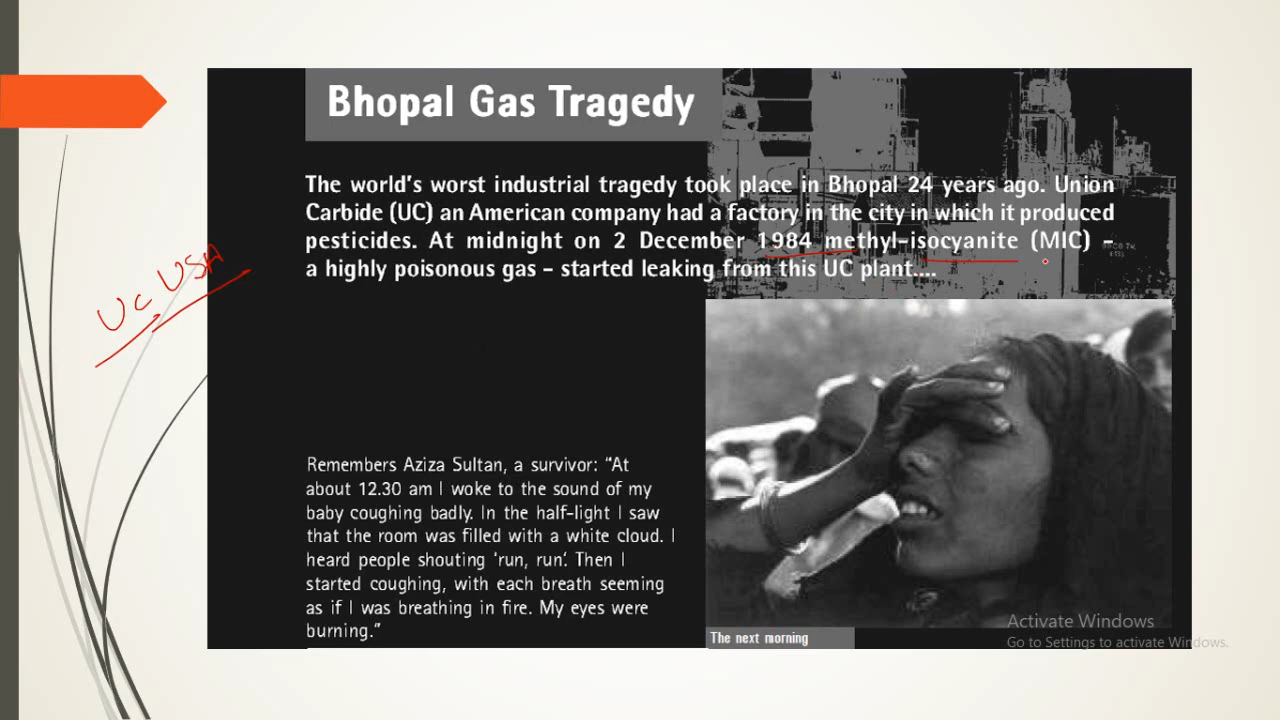 Bhopal Gas Tragedy
The world's worst industrial tragedy took place in Bhopal 24 years ago. Union
Carbide (UC) an American company had a factory in the city in which it produced
pesticides. At midnight on 2 December 1984 methyl-isocyanite (MIC) –
a highly poisonous gas – started leaking from this UC plant....
UC USA
Remembers Aziza Sultan, a survivor: “At
about 12.30 am I woke to the sound of my
baby coughing badly. In the half-light I saw
that the room was filled with a white cloud. I
heard people shouting ‘run, run’. Then I
started coughing, with each breath seeming
as if I was breathing in fire. My eyes were
burning.”
The next morning
Activate Windows
Go to Settings to activate Windows.